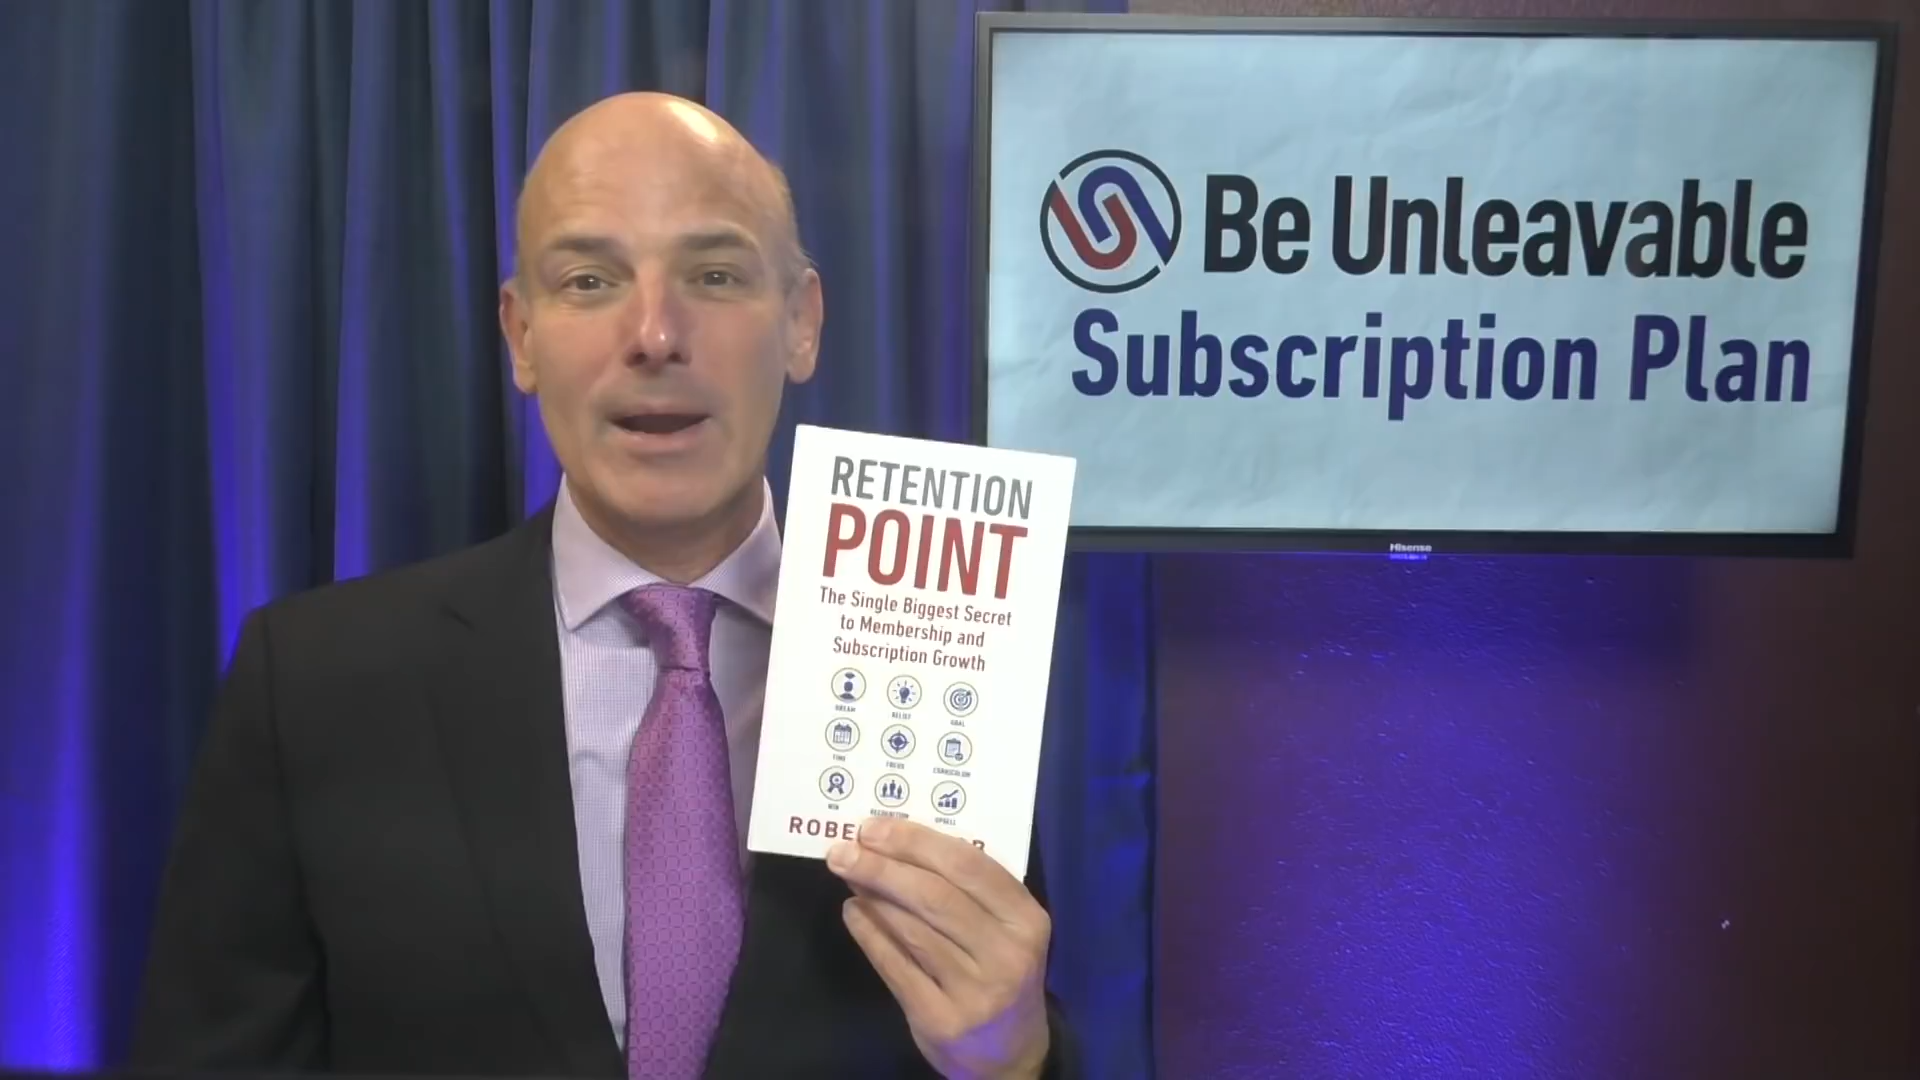 Be Unleavable
Subscription Plan
Hisense
RETENTION
POINT
The Single Biggest Secret
to Membership and
Subscription Growth
DREAM
BELIEF
GOAL
TIME
FOCUS
CURRICULUM
WIN
RECOGNITION
UPSELL